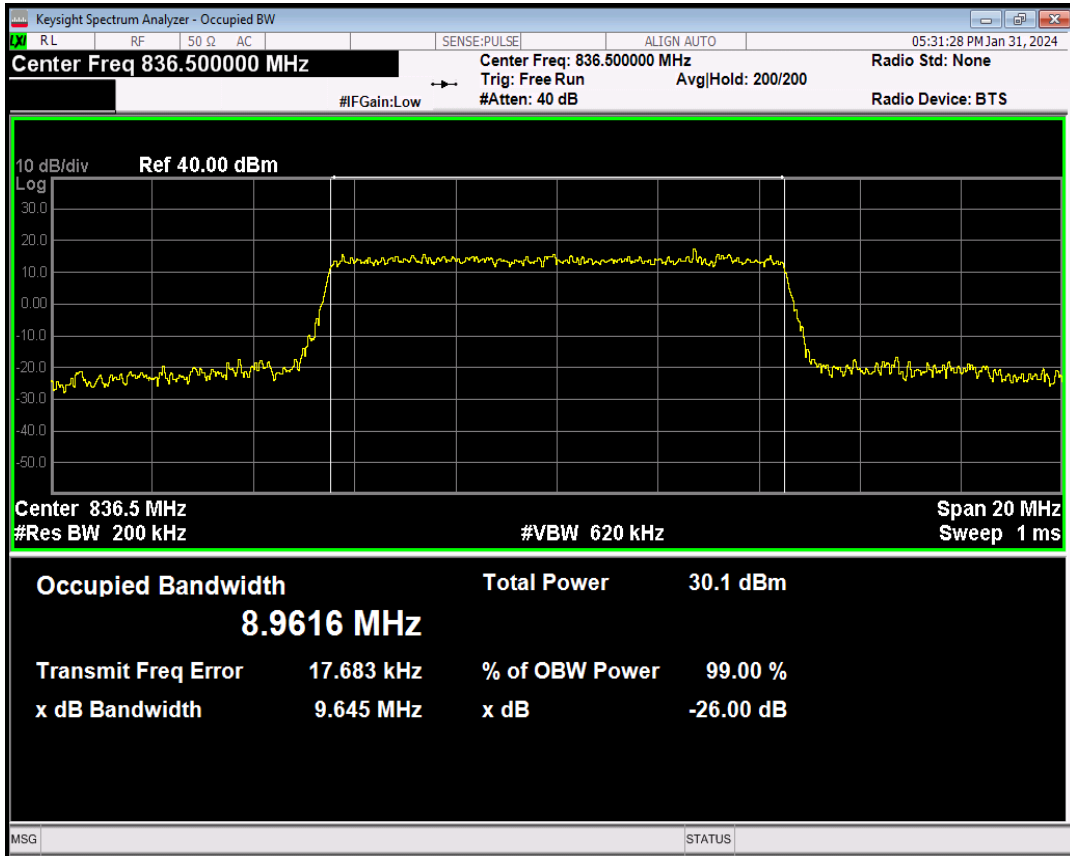 Keysight Spectrum Analyzer - Occupied BW
LXI RL RF 50 Ω AC SENSE:PULSE ALIGN AUTO 05:31:28 PM Jan 31, 2024
Center Freq 836.500000 MHz Center Freq: 836.500000 MHz Radio Std: None
Trig: Free Run Avg|Hold: 200/200
#IFGain:Low #Atten: 40 dB Radio Device: BTS
10 dB/div Ref 40.00 dBm
Log
30.0
20.0
10.0
0.00
-10.0
-20.0
-30.0
-40.0
-50.0
Center 836.5 MHz Span 20 MHz
#Res BW 200 kHz #VBW 620 kHz Sweep 1 ms
Occupied Bandwidth Total Power 30.1 dBm
8.9616 MHz
Transmit Freq Error 17.683 kHz % of OBW Power 99.00 %
x dB Bandwidth 9.645 MHz x dB -26.00 dB
MSG STATUS